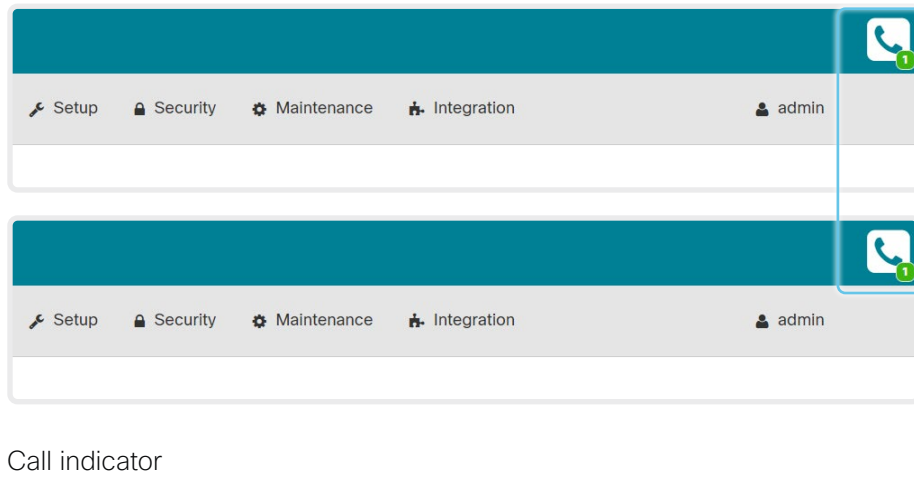 1
Setup Security Maintenance Integration admin
1
Setup Security Maintenance Integration admin
Call indicator